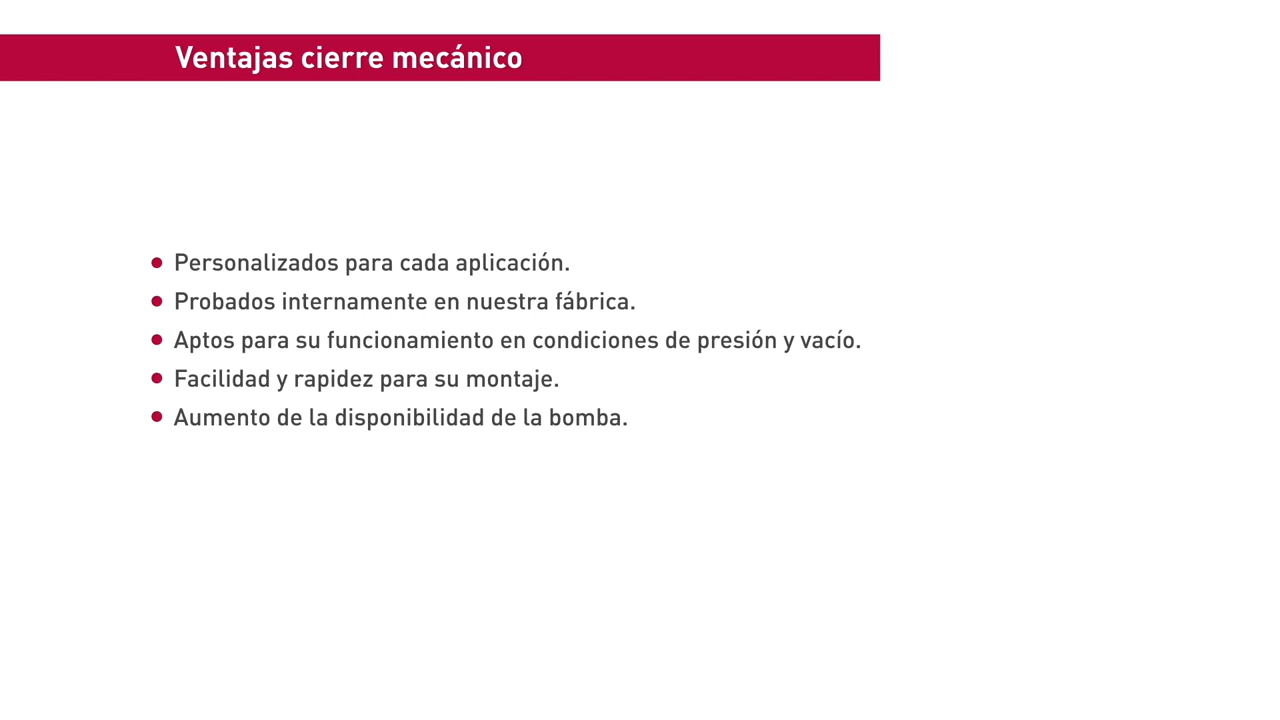 Ventajas cierre mecánico
Personalizados para cada aplicación.
Probados internamente en nuestra fábrica.
Aptos para su funcionamiento en condiciones de presión y vacío.
Facilidad y rapidez para su montaje.
Aumento de la disponibilidad de la bomba.